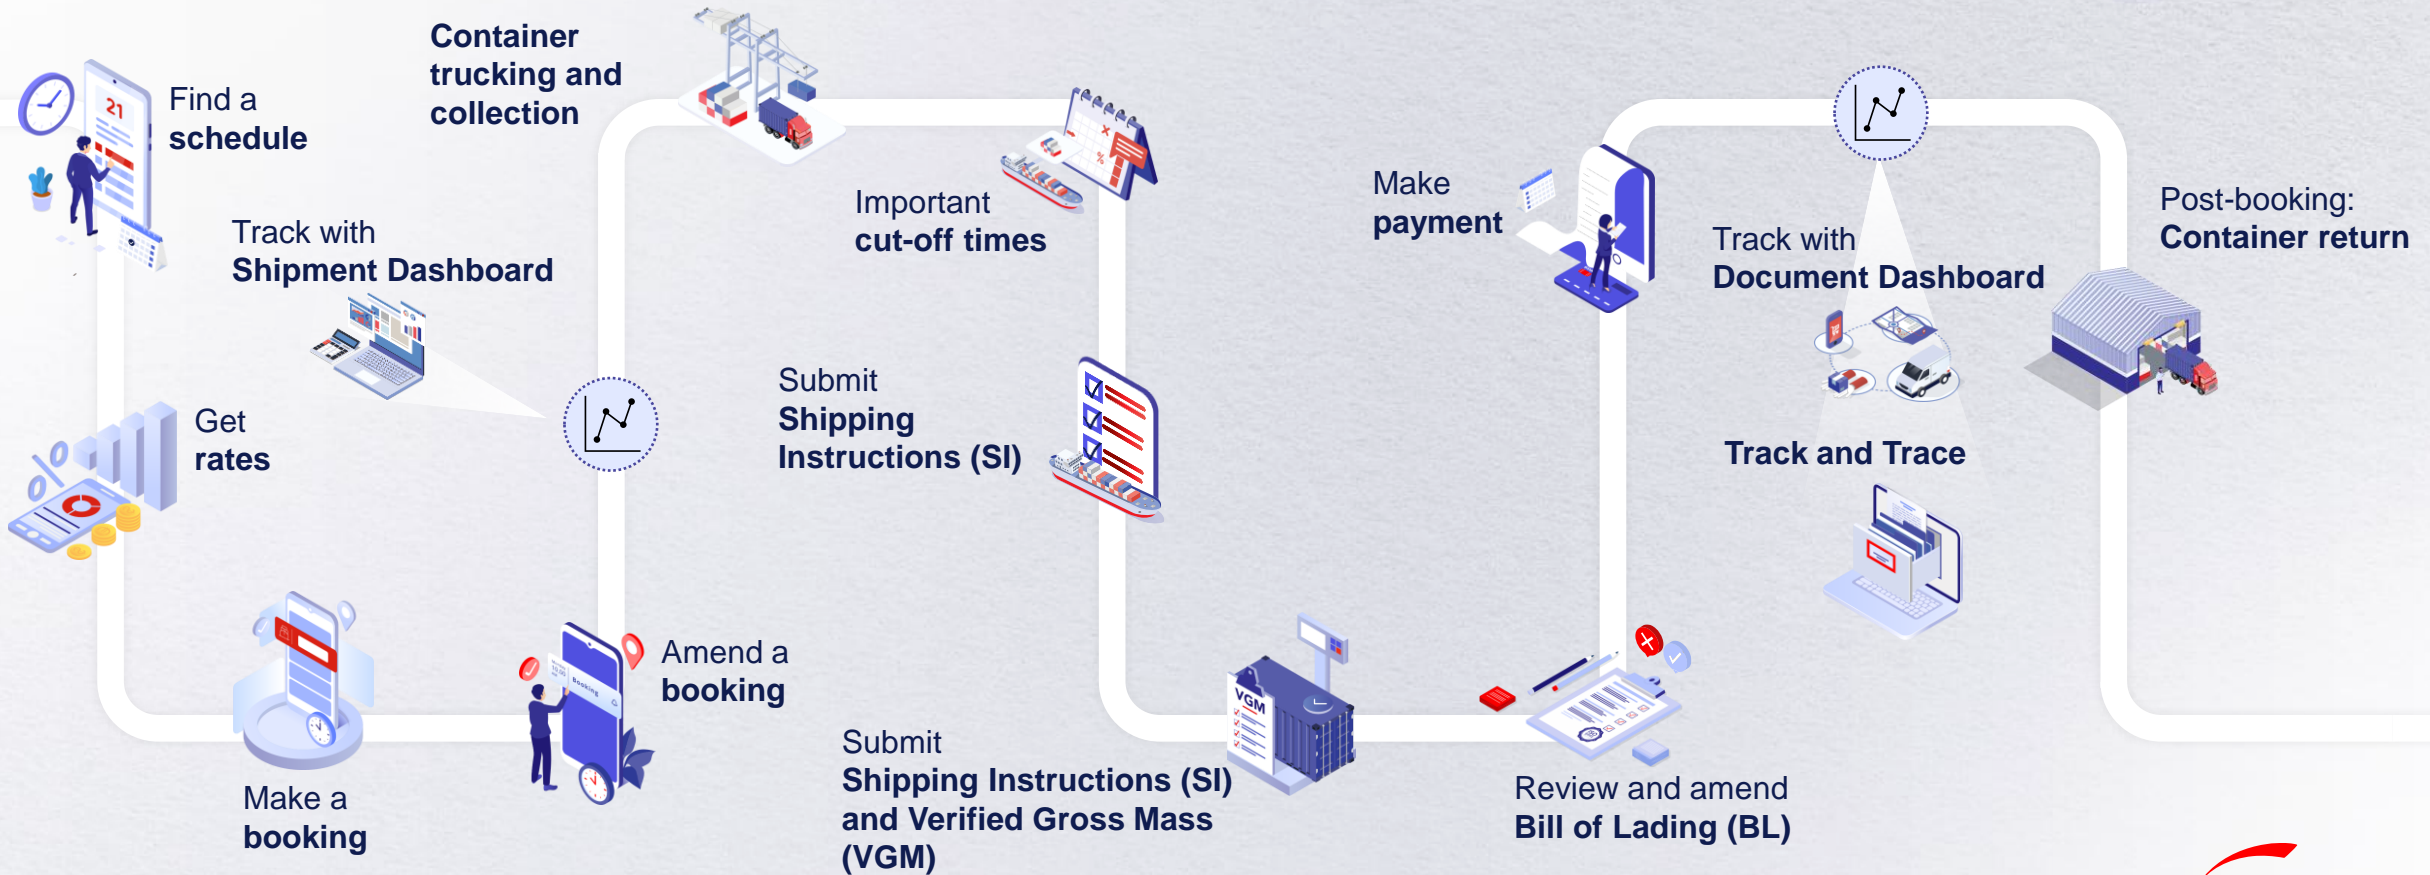 Find a
schedule
21
Track with
Shipment Dashboard
Get
rates
Make a
booking
Amend a
booking
Booking
Container
trucking and
collection
Important
cut-off times
%
Submit
Shipping
Instructions (SI)
Submit
Shipping Instructions (SI)
and Verified Gross Mass
(VGM)
VGM
Review and amend
Bill of Lading (BL)
Make
payment
Track with
Document Dashboard
Track and Trace
Post-booking:
Container return